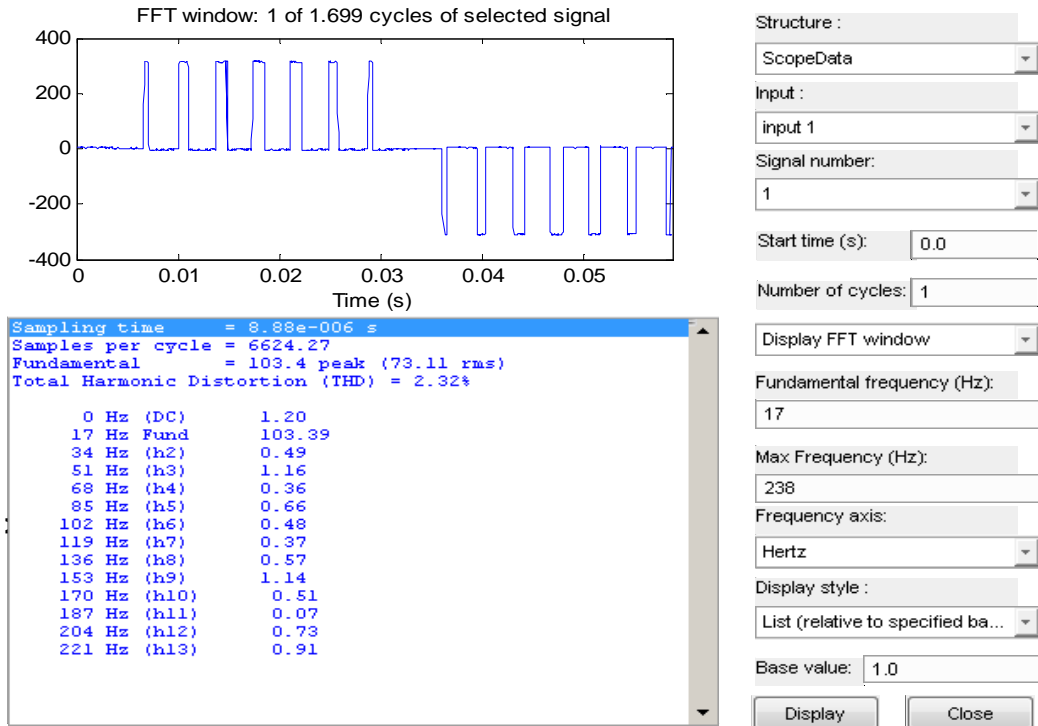 FFT window: 1 of 1.699 cycles of selected signal
400
200
0
-200
-400
0
0.01
0.02
0.03
0.04
0.05
Time (s)
Sampling time = 8.88e-006 s
Samples per cycle = 6624.27
Fundamental = 103.4 peak (73.11 rms)
Total Harmonic Distortion (THD) = 2.32%
0 Hz (DC) 1.20
17 Hz Fund 103.39
34 Hz (h2) 0.49
51 Hz (h3) 1.16
68 Hz (h4) 0.36
85 Hz (h5) 0.66
102 Hz (h6) 0.48
119 Hz (h7) 0.37
136 Hz (h8) 0.57
153 Hz (h9) 1.14
170 Hz (h10) 0.51
187 Hz (h11) 0.07
204 Hz (h12) 0.73
221 Hz (h13) 0.91
Structure :
ScopeData
Input :
input 1
Signal number:
1
Start time (s): 0.0
Number of cycles: 1
Display FFT window
Fundamental frequency (Hz):
17
Max Frequency (Hz):
238
Frequency axis:
Hertz
Display style :
List (relative to specified ba...
Base value: 1.0
Display
Close